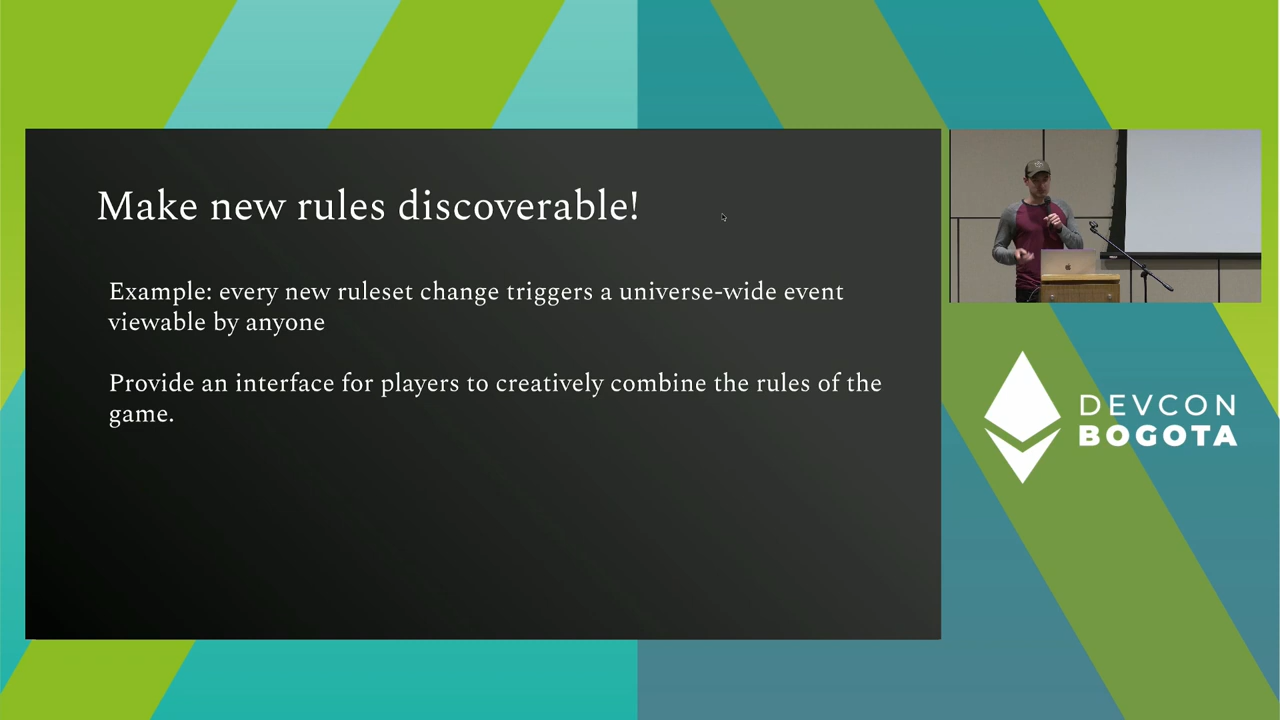 Make new rules discoverable!
Example: every new ruleset change triggers a universe-wide event
viewable by anyone
Provide an interface for players to creatively combine the rules of the
game.
DEVCON
BOGOTA